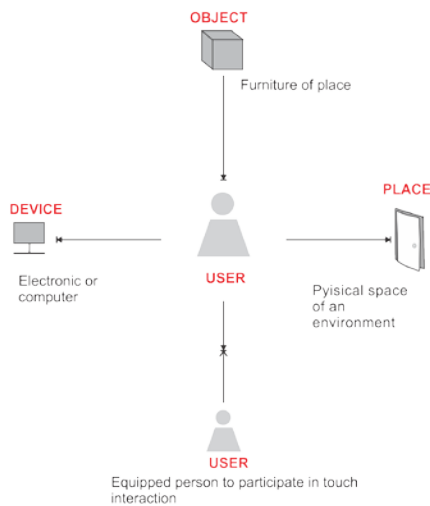 OBJECT
Furniture of place
PLACE
DEVICE
USER
Electronic or
computer
Pyisical space
of an
environment
USER
Equipped person to participate in touch
interaction